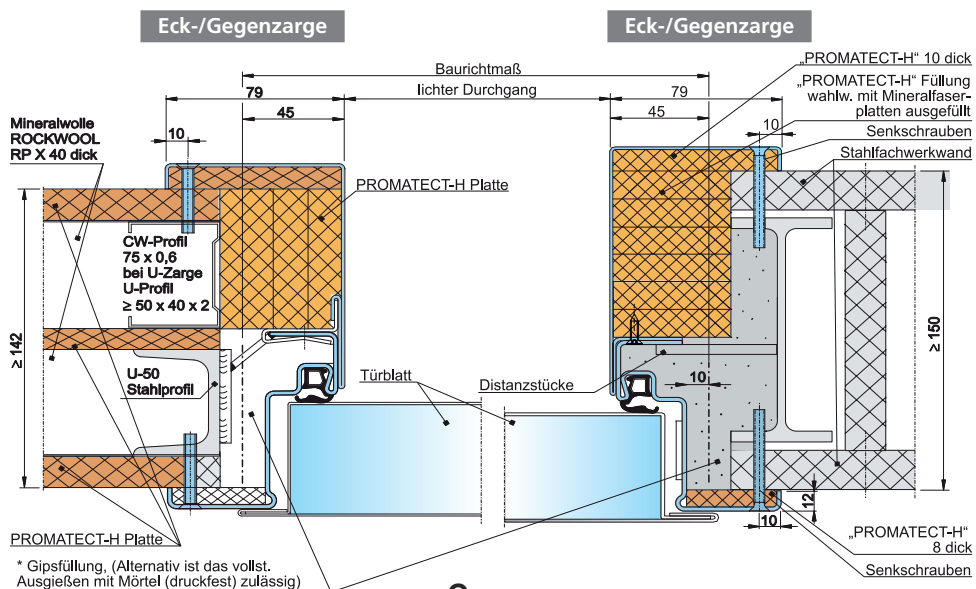 Eck-/Gegenzarge
Eck-/Gegenzarge
Baurichtmaß
79
lichter Durchgang
79
45
45
10
10
Mineralwolle
ROCKWOOL
RP X 40 dick
PROMATECT-H Platte
„PROMATECT-H" 10 dick
„PROMATECT-H" Füllung
wahlw. mit Mineralfaser-
platten ausgefüllt
Senkschrauben
Stahlfachwerkwand
CW-Profil
75 x 0,6
bei U-Zarge
U-Profil
≥ 50 x 40 x 2
≥ 142
≥ 150
U-50
Stahlprofil
Türblatt
Distanzstücke
10
12
10
PROMATECT-H Platte
„PROMATECT-H"
8 dick
Senkschrauben
* Gipsfüllung, (Alternativ ist das vollst.
Ausgießen mit Mörtel (druckfest) zulässig)